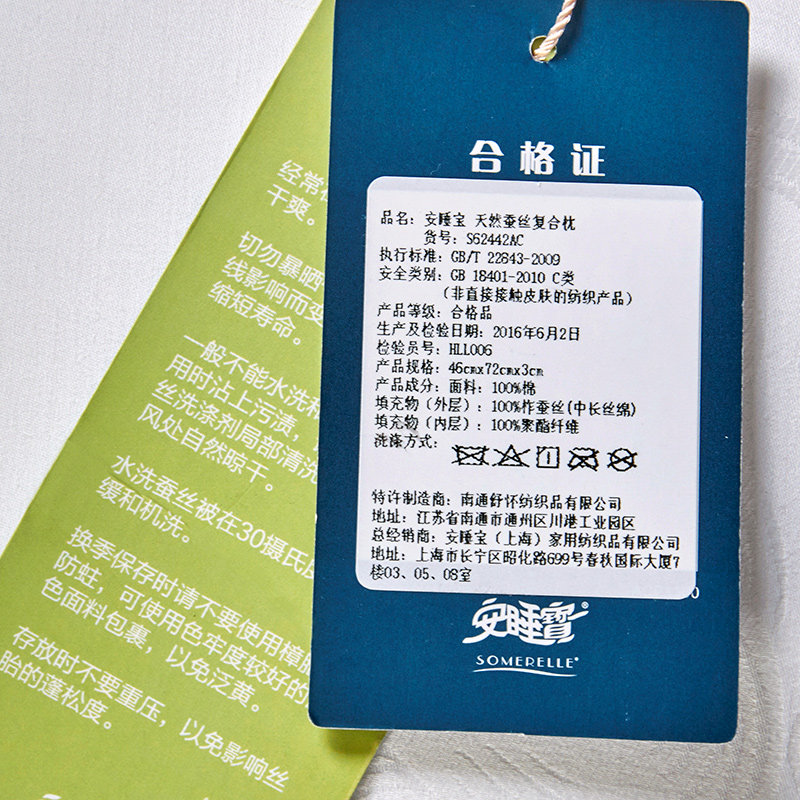 合格证
品名：安睡宝 天然蚕丝复合枕
货号：S62442AC
执行标准：GB/T 22843-2009
安全类别：GB 18401-2010 C类
（非直接接触皮肤的纺织产品）
产品等级：合格品
生产及检验日期：2016年6月2日
检验员号：HLL006
产品规格：46cmx72cmx3cm
产品成分：面料：100%棉
填充物（外层）：100%柞蚕丝(中长丝绵)
填充物（内层）：100%聚酯纤维
洗涤方式：
特许制造商：南通舒怀纺织品有限公司
地址：江苏省南通市通州区川港工业园区
总经销商：安睡宝（上海）家用纺织品有限公司
地址：上海市长宁区昭化路699号春秋国际大厦7
楼03、05、08室
安睡寶®
SOMERELLE®
经常
干爽。
切勿暴晒
线影响而变
缩短寿命。
一般不能水洗和
用时沾上污渍，
丝洗涤剂局部清洗
风处自然晾干。
水洗蚕丝被在30摄氏度
缓和机洗。
换季保存时请不要使用樟脑
防蛀，可使用色牢度较好的
色面料包裹，以免泛黄。
存放时不要重压，以免影响丝
胎的蓬松度。